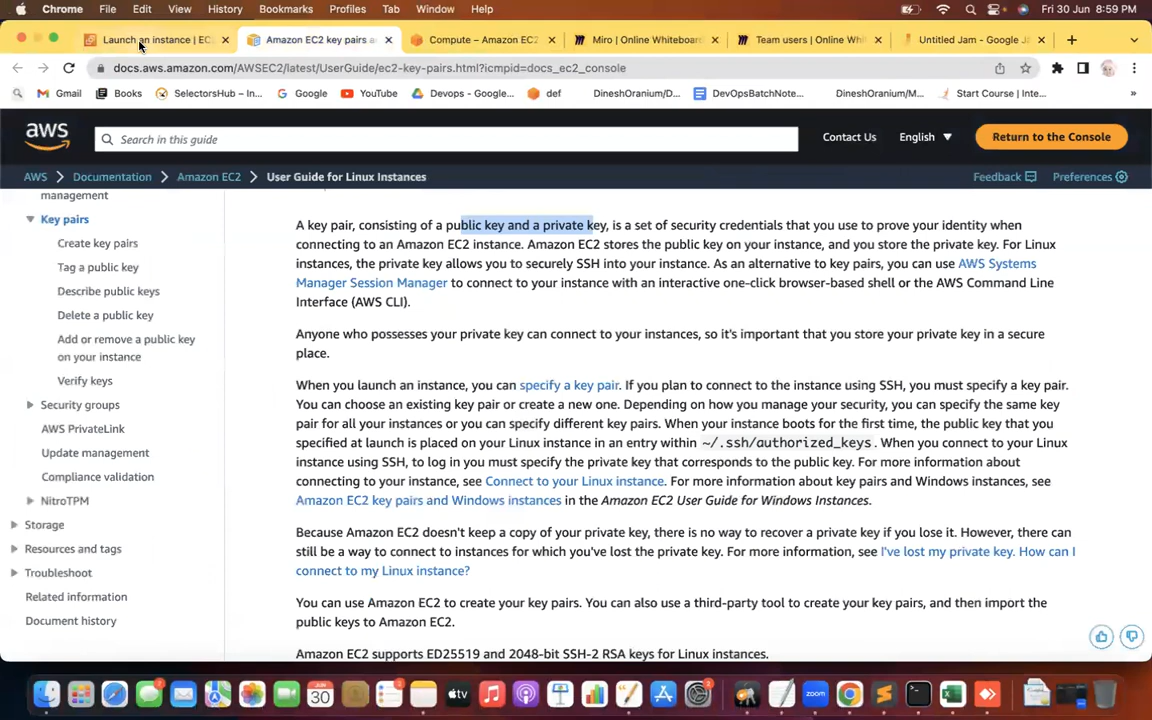 Chrome File Edit View History Bookmarks Profiles Tab Window Help Fri 30 Jun 8:59 PM
Launch an instance | EC Amazon EC2 key pairs a Compute – Amazon EC2 Miro | Online Whiteboard Team users | Online Whi Untitled Jam - Google J
docs.aws.amazon.com/AWSEC2/latest/UserGuide/ec2-key-pairs.html?icmpid=docs_ec2_console
Gmail Books SelectorsHub – In... Google YouTube Devops - Google... def DineshOranium/D... DevOpsBatchNote... DineshOranium/M... Start Course | Inte... »
aws Search in this guide Contact Us English Return to the Console
AWS Documentation Amazon EC2 User Guide for Linux Instances Feedback Preferences
management
Key pairs
Create key pairs
Tag a public key
Describe public keys
Delete a public key
Add or remove a public key
on your instance
Verify keys
Security groups
AWS PrivateLink
Update management
Compliance validation
NitroTPM
Storage
Resources and tags
Troubleshoot
Related information
Document history
A key pair, consisting of a public key and a private key, is a set of security credentials that you use to prove your identity when
connecting to an Amazon EC2 instance. Amazon EC2 stores the public key on your instance, and you store the private key. For Linux
instances, the private key allows you to securely SSH into your instance. As an alternative to key pairs, you can use AWS Systems
Manager Session Manager to connect to your instance with an interactive one-click browser-based shell or the AWS Command Line
Interface (AWS CLI).
Anyone who possesses your private key can connect to your instances, so it's important that you store your private key in a secure
place.
When you launch an instance, you can specify a key pair. If you plan to connect to the instance using SSH, you must specify a key pair.
You can choose an existing key pair or create a new one. Depending on how you manage your security, you can specify the same key
pair for all your instances or you can specify different key pairs. When your instance boots for the first time, the public key that you
specified at launch is placed on your Linux instance in an entry within ~/.ssh/authorized_keys. When you connect to your Linux
instance using SSH, to log in you must specify the private key that corresponds to the public key. For more information about
connecting to your instance, see Connect to your Linux instance. For more information about key pairs and Windows instances, see
Amazon EC2 key pairs and Windows instances in the Amazon EC2 User Guide for Windows Instances.
Because Amazon EC2 doesn't keep a copy of your private key, there is no way to recover a private key if you lose it. However, there can
still be a way to connect to instances for which you've lost the private key. For more information, see I've lost my private key. How can I
connect to my Linux instance?
You can use Amazon EC2 to create your key pairs. You can also use a third-party tool to create your key pairs, and then import the
public keys to Amazon EC2.
Amazon EC2 supports ED25519 and 2048-bit SSH-2 RSA keys for Linux instances.